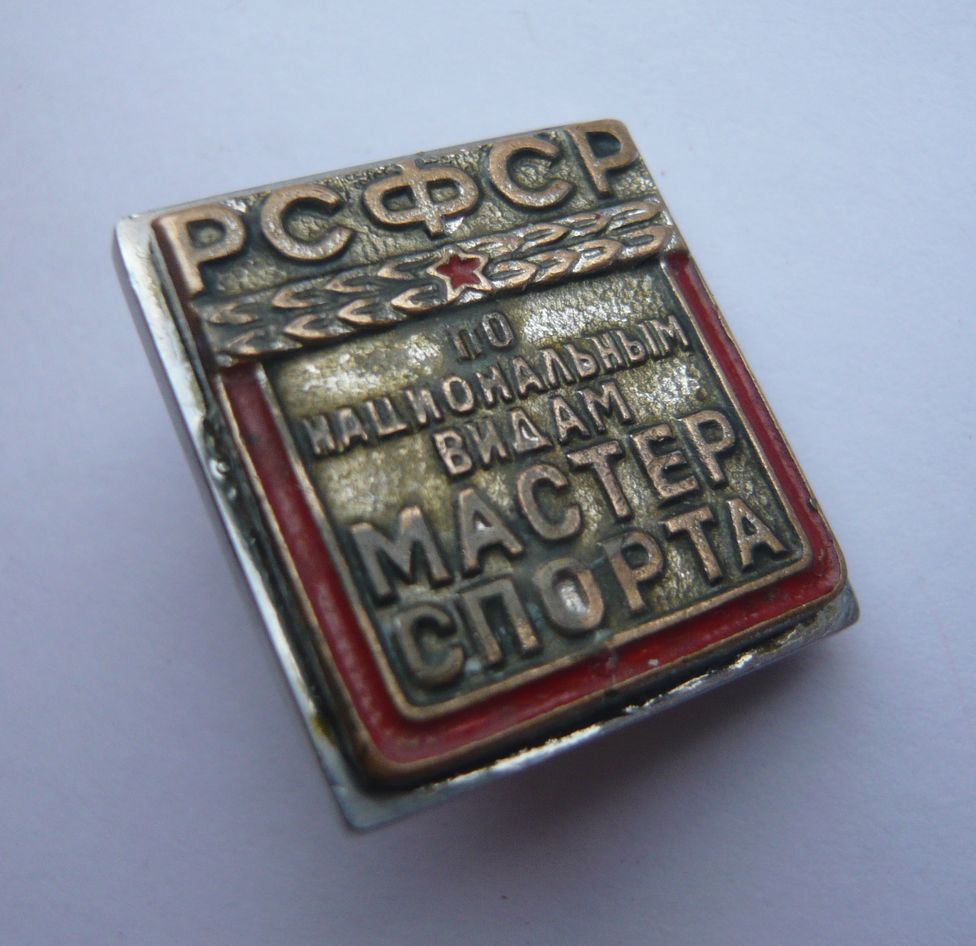 РСФСР
ПО
НАЦИОНАЛЬНЫМ
ВИДАМ
МАСТЕР
СПОРТА